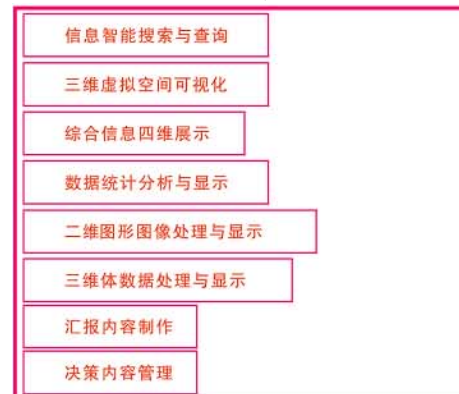 信息智能搜索与查询
三维虚拟空间可视化
综合信息四维展示
数据统计分析与显示
二维图形图像处理与显示
三维体数据处理与显示
汇报内容制作
决策内容管理